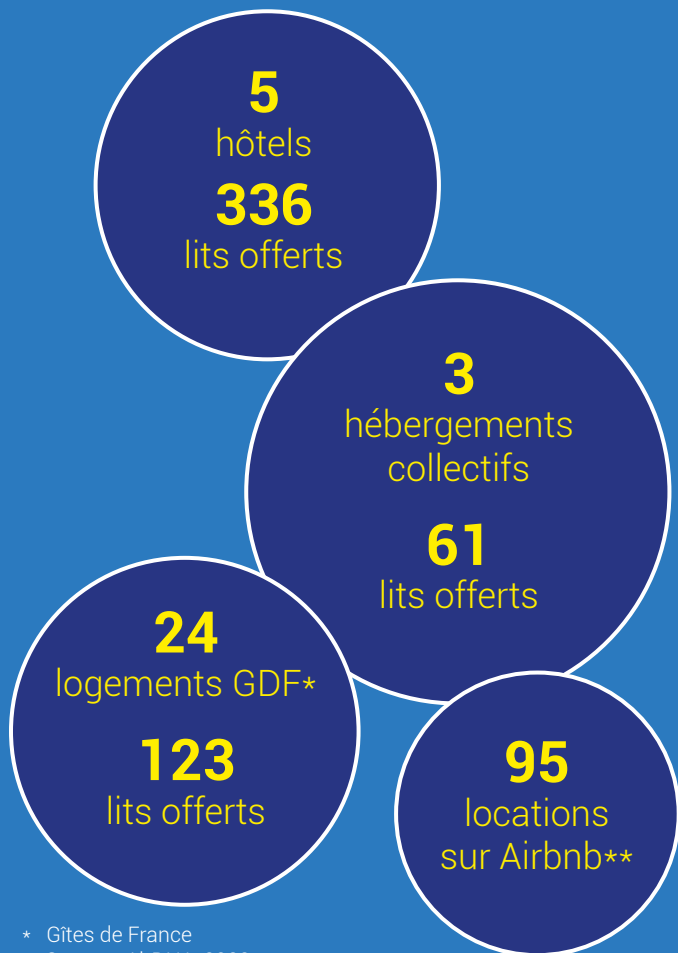 5
hôtels
336
lits offerts
3
hébergements
collectifs
61
lits offerts
24
logements GDF*
123
lits offerts
95
locations
sur Airbnb**
* Gîtes de France